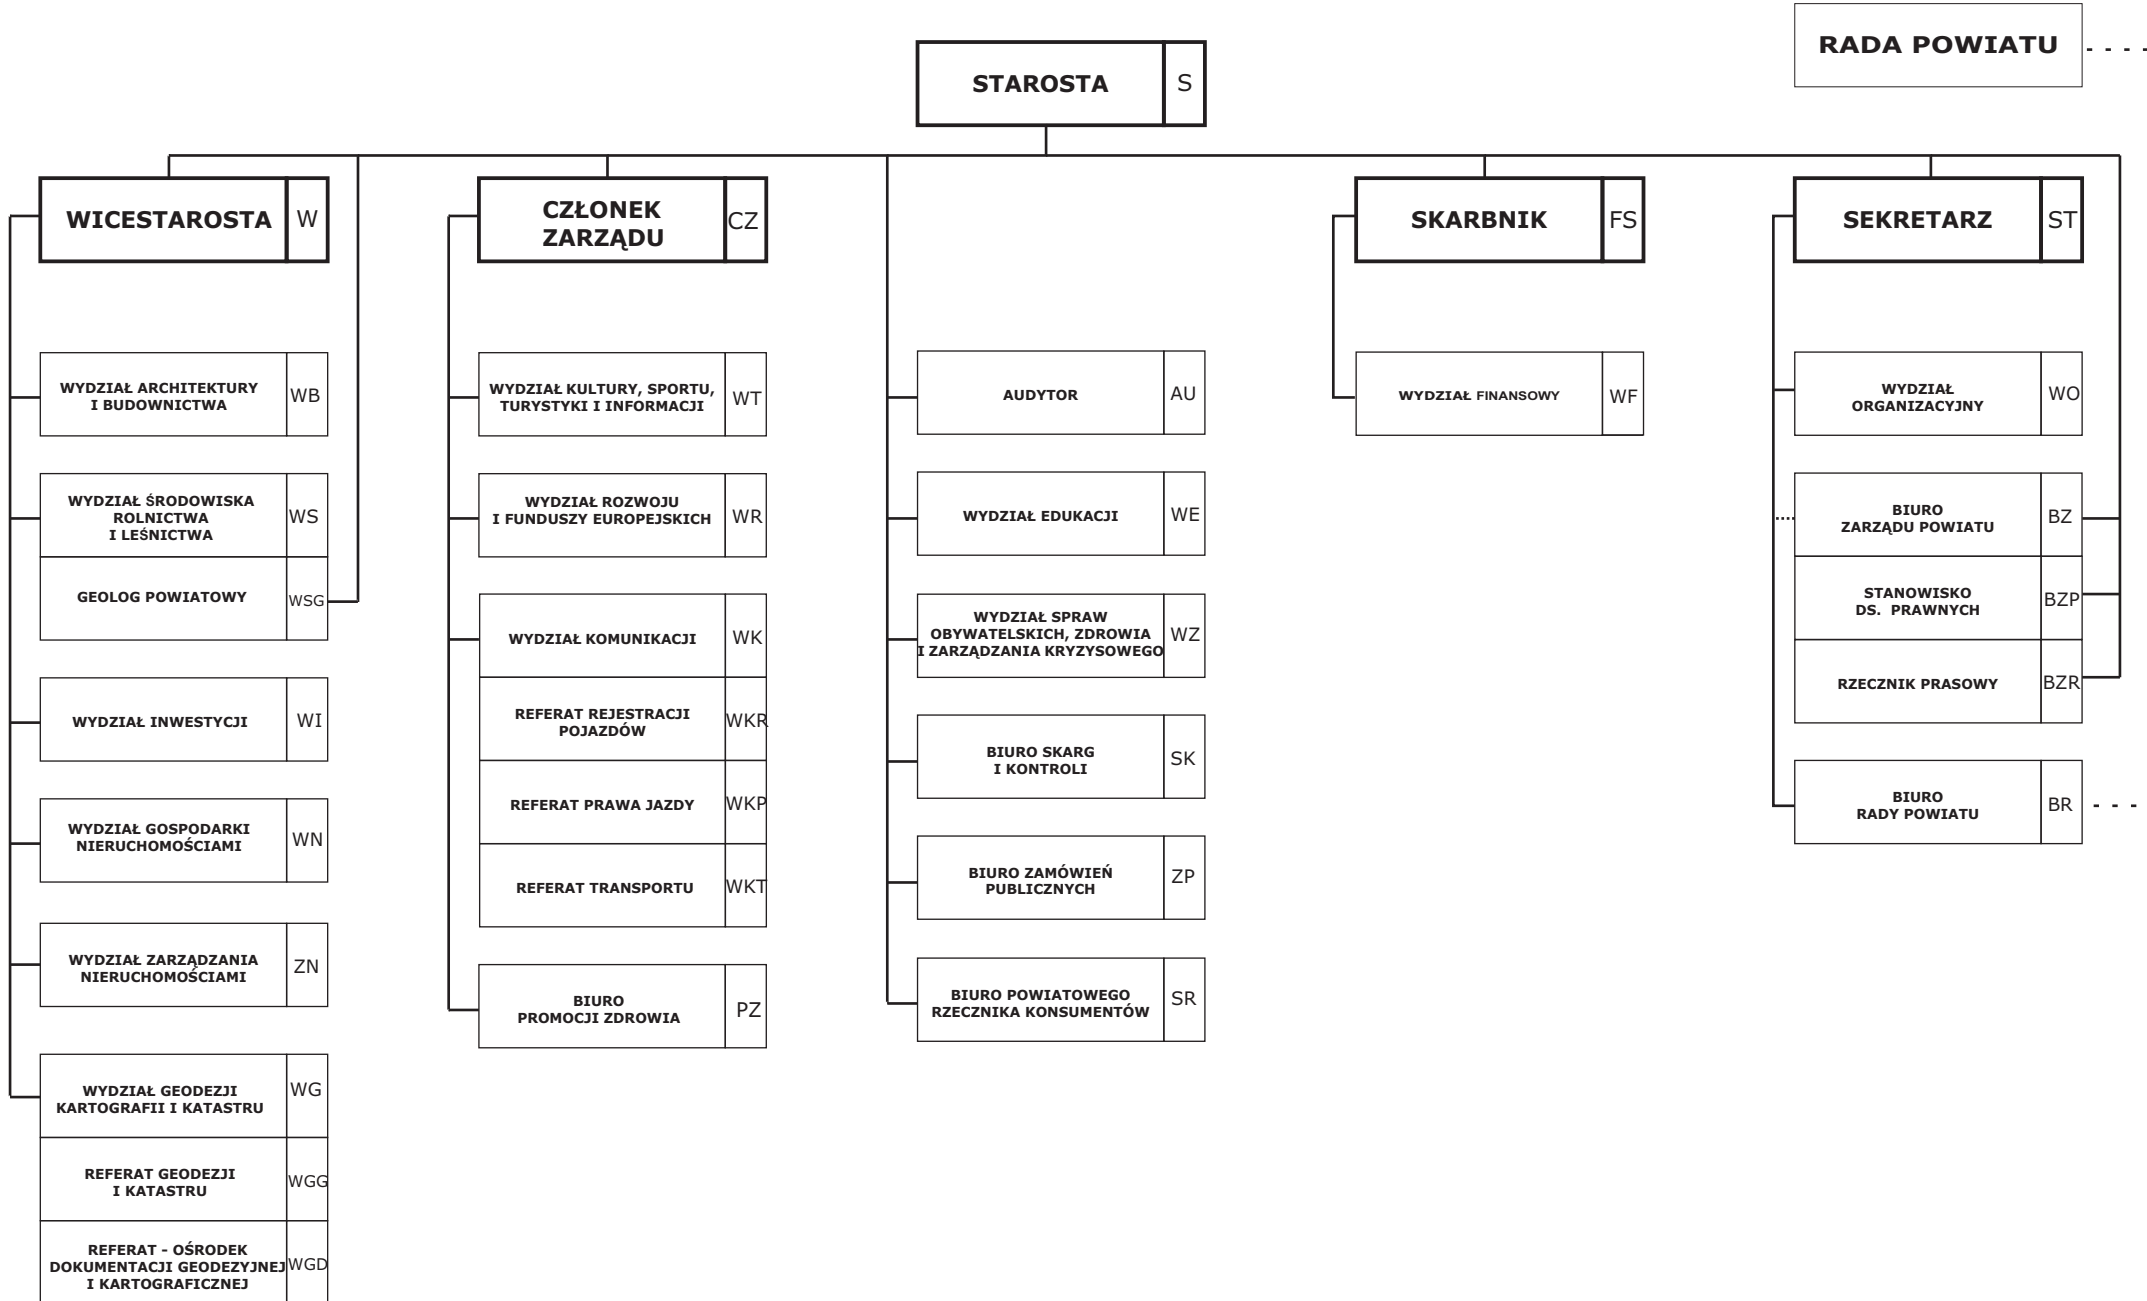 RADA POWIATU
STAROSTA
S
WICESTAROSTA
W
CZŁONEK
ZARZĄDU
CZ
SKARBNIK
FS
SEKRETARZ
ST
WYDZIAŁ ARCHITEKTURY
I BUDOWNICTWA
WB
WYDZIAŁ ŚRODOWISKA
ROLNICTWA
I LEŚNICTWA
WS
GEOLOG POWIATOWY
WSG
WYDZIAŁ INWESTYCJI
WI
WYDZIAŁ GOSPODARKI
NIERUCHOMOŚCIAMI
WN
WYDZIAŁ ZARZĄDZANIA
NIERUCHOMOŚCIAMI
ZN
WYDZIAŁ GEODEZJI
KARTOGRAFII I KATASTRU
WG
REFERAT GEODEZJI
I KATASTRU
WGG
REFERAT - OŚRODEK
DOKUMENTACJI GEODEZYJNEJ
I KARTOGRAFICZNEJ
WGD
WYDZIAŁ KULTURY, SPORTU,
TURYSTYKI I INFORMACJI
WT
WYDZIAŁ ROZWOJU
I FUNDUSZY EUROPEJSKICH
WR
WYDZIAŁ KOMUNIKACJI
WK
REFERAT REJESTRACJI
POJAZDÓW
WKR
REFERAT PRAWA JAZDY
WKP
REFERAT TRANSPORTU
WKT
BIURO
PROMOCJI ZDROWIA
PZ
AUDYTOR
AU
WYDZIAŁ EDUKACJI
WE
WYDZIAŁ SPRAW
OBYWATELSKICH, ZDROWIA
I ZARZĄDZANIA KRYZYSOWEGO
WZ
BIURO SKARG
I KONTROLI
SK
BIURO ZAMÓWIEŃ
PUBLICZNYCH
ZP
BIURO POWIATOWEGO
RZECZNIKA KONSUMENTÓW
SR
WYDZIAŁ FINANSOWY
WF
WYDZIAŁ
ORGANIZACYJNY
WO
BIURO
ZARZĄDU POWIATU
BZ
STANOWISKO
DS. PRAWNYCH
BZP
RZECZNIK PRASOWY
BZR
BIURO
RADY POWIATU
BR